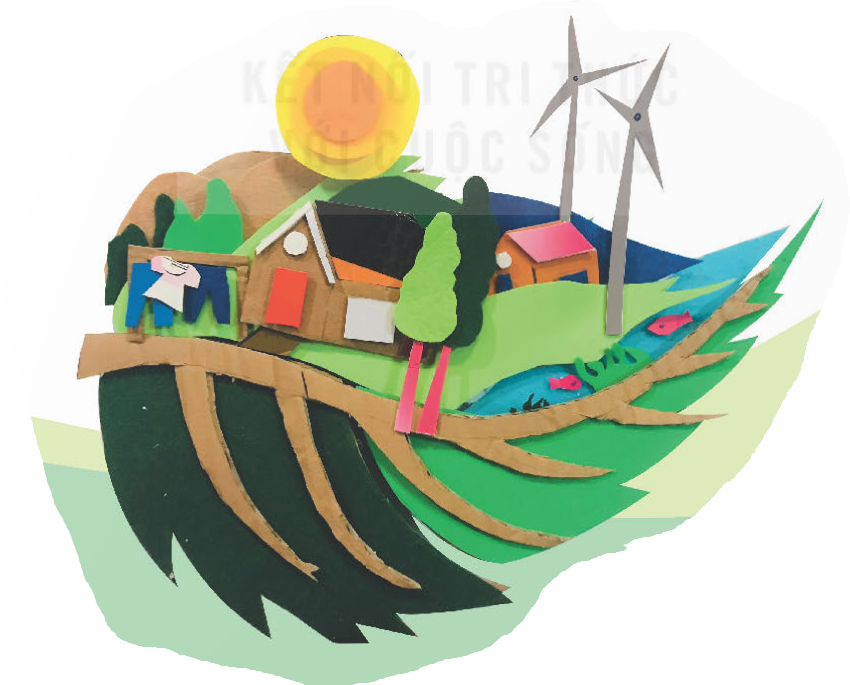 KẾT NỐI TRI THỨC
VỚI CUỘC SỐNG